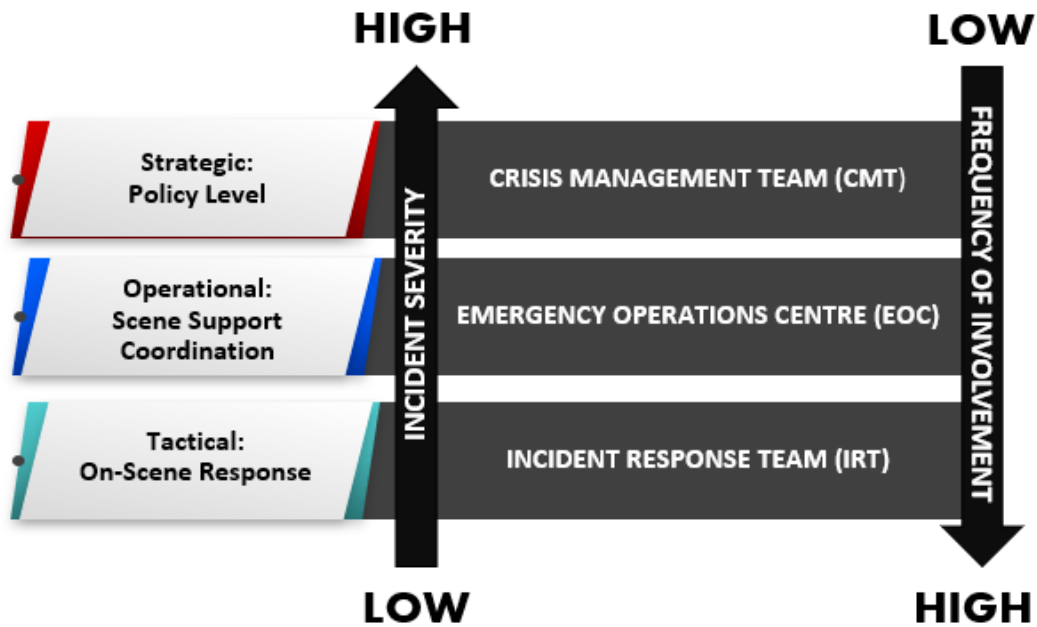 HIGH
LOW
Strategic:
Policy Level
CRISIS MANAGEMENT TEAM (CMT)
Operational:
Scene Support
Coordination
EMERGENCY OPERATIONS CENTRE (EOC)
Tactical:
On-Scene Response
INCIDENT RESPONSE TEAM (IRT)
INCIDENT SEVERITY
FREQUENCY OF INVOLVEMENT
LOW
HIGH